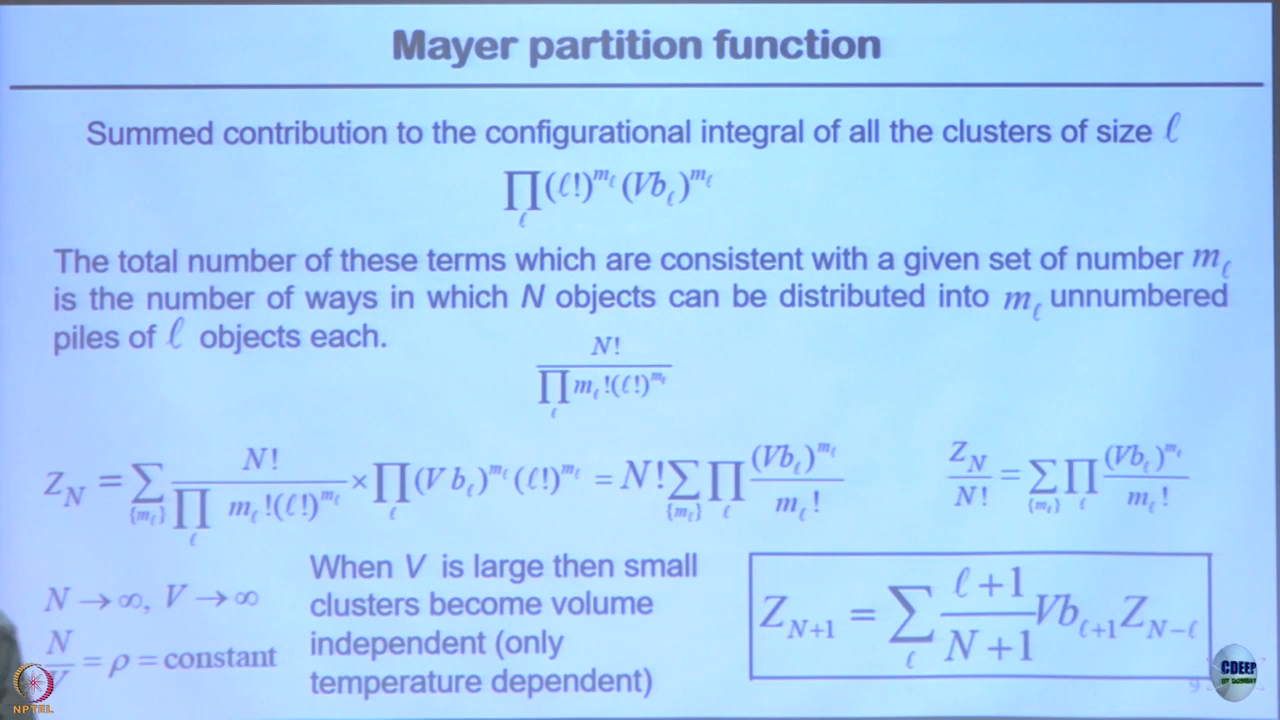 Mayer partition function
Summed contribution to the configurational integral of all the clusters of size ℓ
∏_ℓ (ℓ!)^{m_ℓ} (Vb_ℓ)^{m_ℓ}
The total number of these terms which are consistent with a given set of number m_ℓ
is the number of ways in which N objects can be distributed into m_ℓ unnumbered
piles of ℓ objects each.
N! / ∏_ℓ m_ℓ!(ℓ!)^{m_ℓ}
Z_N = ∑_{{m_ℓ}} N! / ∏_ℓ m_ℓ!(ℓ!)^{m_ℓ} × ∏_ℓ (V b_ℓ)^{m_ℓ} (ℓ!)^{m_ℓ} = N! ∑_{{m_ℓ}} ∏_ℓ (Vb_ℓ)^{m_ℓ} / m_ℓ!
Z_N / N! = ∑_{{m_ℓ}} ∏_ℓ (Vb_ℓ)^{m_ℓ} / m_ℓ!
N → ∞, V → ∞
N / V = ρ = constant
When V is large then small
clusters become volume
independent (only
temperature dependent)
Z_{N+1} = ∑_ℓ (ℓ+1 / N+1) Vb_{ℓ+1} Z_{N−ℓ}
NPTEL
CDEEP
IIT BOMBAY
9